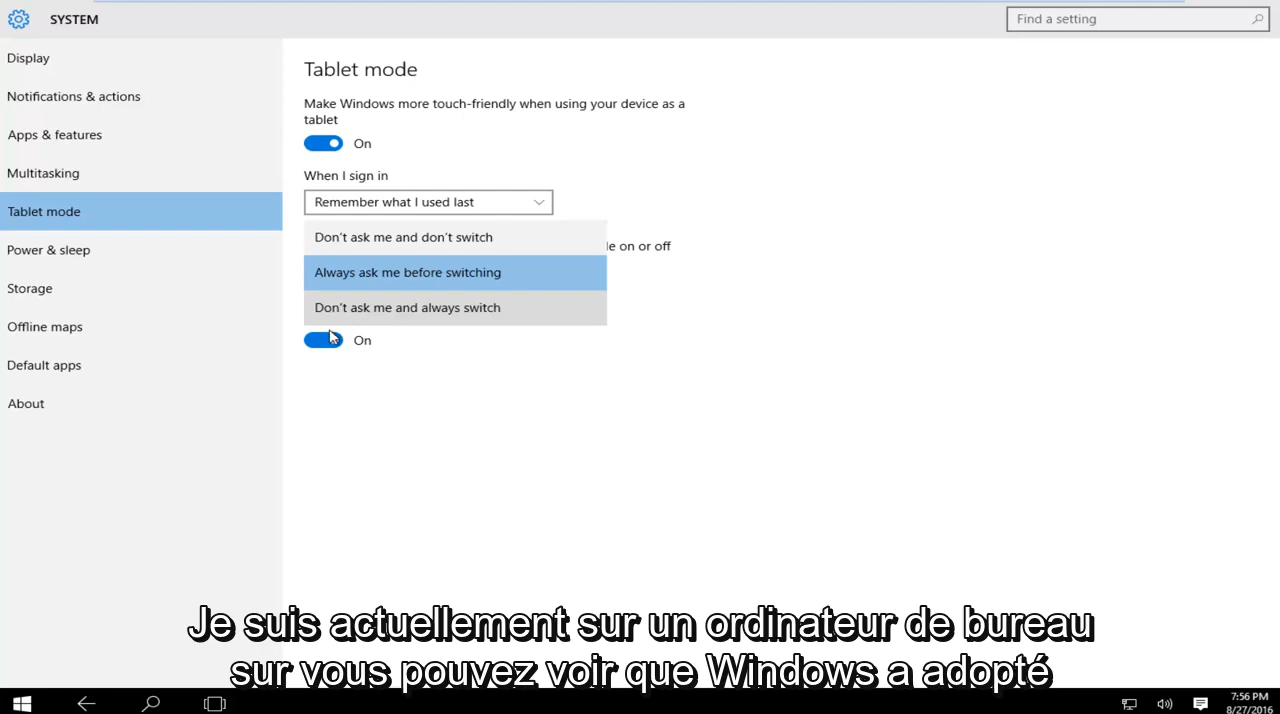 SYSTEM
Find a setting
Display
Notifications & actions
Apps & features
Multitasking
Tablet mode
Power & sleep
Storage
Offline maps
Default apps
About
Tablet mode
Make Windows more touch-friendly when using your device as a
tablet
On
When I sign in
Remember what I used last
Don't ask me and don't switch
le on or off
Always ask me before switching
Don't ask me and always switch
On
Je suis actuellement sur un ordinateur de bureau
sur vous pouvez voir que Windows a adopté
7:56 PM
8/27/2016